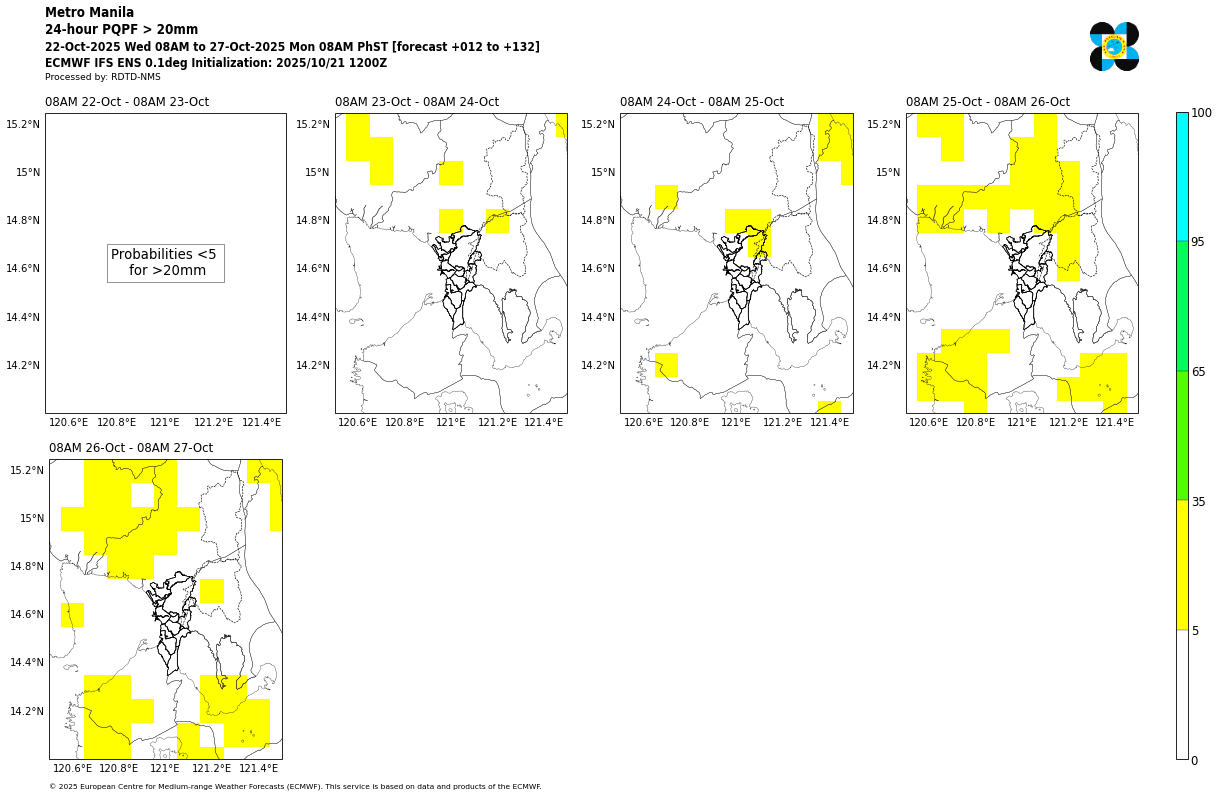 Metro Manila
24-hour PQPF > 20mm
22-Oct-2025 Wed 08AM to 27-Oct-2025 Mon 08AM PhST [forecast +012 to +132]
ECMWF IFS ENS 0.1deg Initialization: 2025/10/21 1200Z
Processed by: RDTD-NMS
08AM 22-Oct - 08AM 23-Oct
08AM 23-Oct - 08AM 24-Oct
08AM 24-Oct - 08AM 25-Oct
08AM 25-Oct - 08AM 26-Oct
15.2°N 15.2°N 15.2°N 15.2°N
15°N 15°N 15°N 15°N
14.8°N 14.8°N 14.8°N 14.8°N
14.6°N 14.6°N 14.6°N 14.6°N
14.4°N 14.4°N 14.4°N 14.4°N
14.2°N 14.2°N 14.2°N 14.2°N
Probabilities <5
for >20mm
120.6°E 120.8°E 121°E 121.2°E 121.4°E
120.6°E 120.8°E 121°E 121.2°E 121.4°E
120.6°E 120.8°E 121°E 121.2°E 121.4°E
120.6°E 120.8°E 121°E 121.2°E 121.4°E
100
95
65
35
5
0
08AM 26-Oct - 08AM 27-Oct
15.2°N
15°N
14.8°N
14.6°N
14.4°N
14.2°N
120.6°E 120.8°E 121°E 121.2°E 121.4°E
© 2025 European Centre for Medium-range Weather Forecasts (ECMWF). This service is based on data and products of the ECMWF.